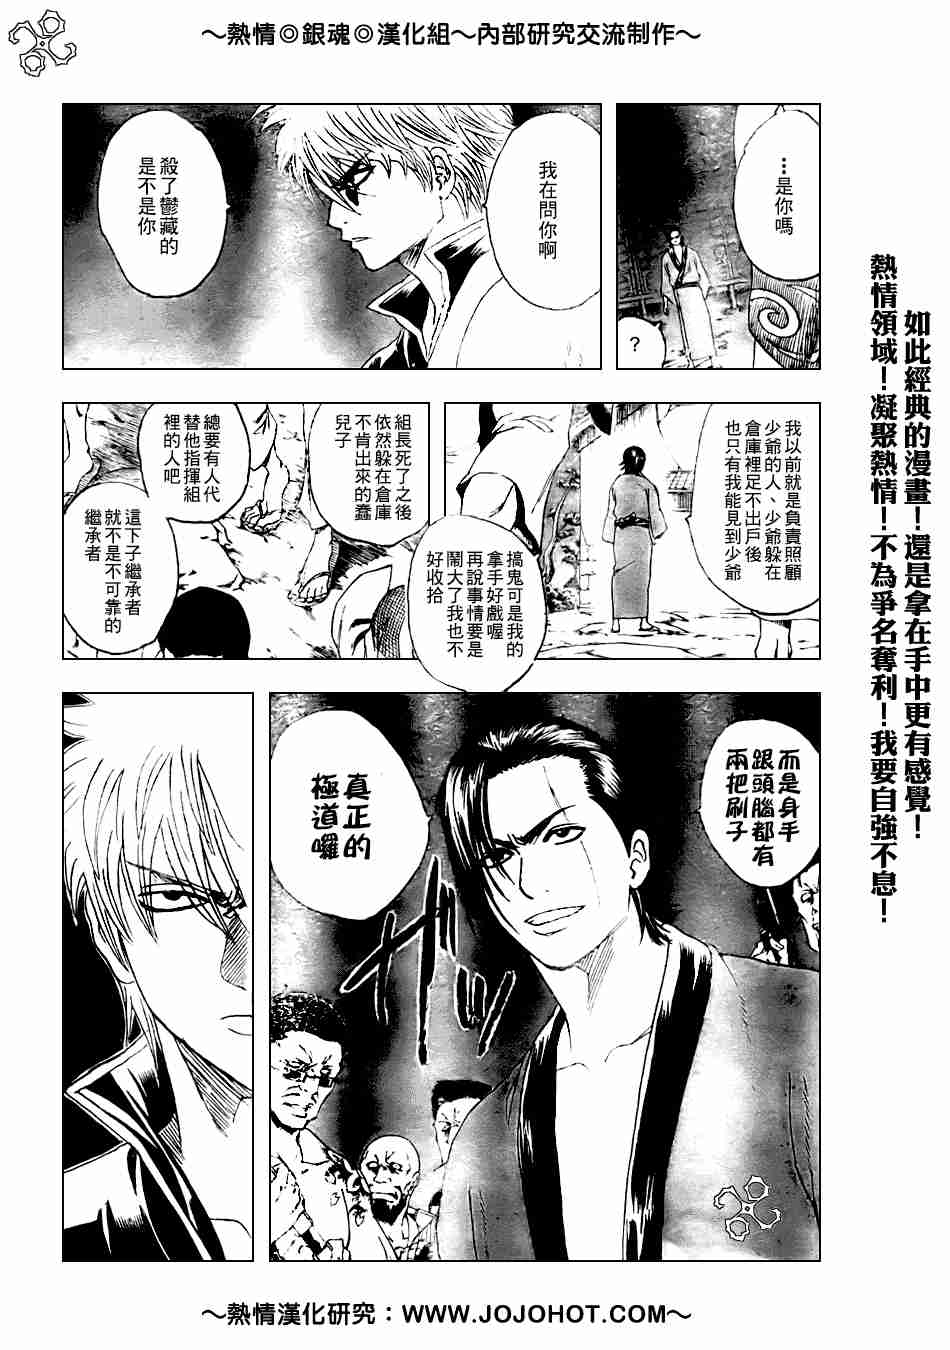 ～熱情◎銀魂◎漢化組～內部研究交流制作～
…是你嗎
？
我在問你啊
殺了鬱藏的
是不是你
我以前就是負責照顧
少爺的人、少爺躲在
倉庫裡足不出戶後
也只有我能見到少爺
搞鬼可是我的
拿手好戲喔
再說事情要是
鬧大了我也不
好收拾
組長死了之後
依然躲在倉庫
不肯出來的蠢
兒子
總要有人代
替他指揮組
裡的人吧
這下子繼承者
就不是不可靠的
繼承者
而是身手
跟頭腦都有
兩把刷子
真正的
極道囉
ガッ
如此經典的漫畫！還是拿在手中更有感覺！
熱情領域！凝聚熱情！不為爭名奪利！我要自強不息！
～熱情漢化研究：WWW.JOJOHOT.COM～